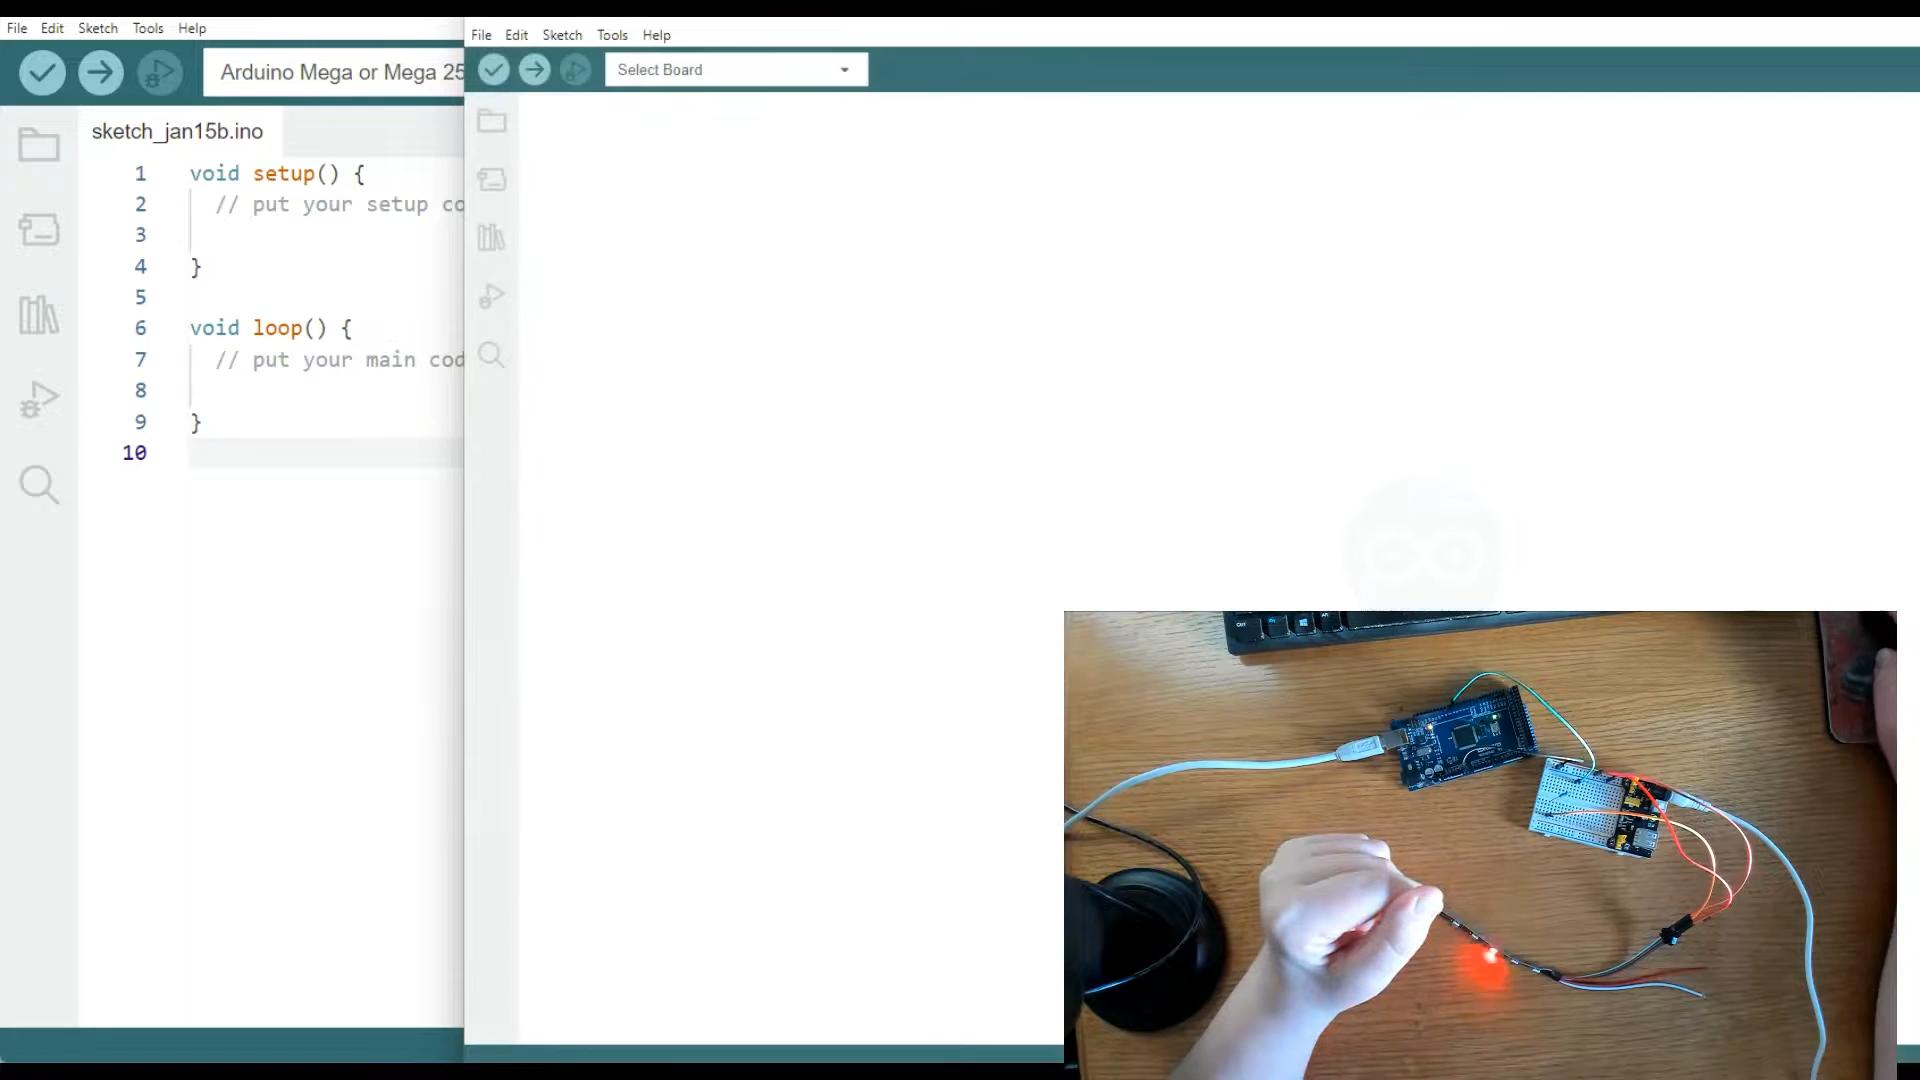 File Edit Sketch Tools Help
Arduino Mega or Mega 25
sketch_jan15b.ino
1 void setup() {
2 // put your setup co
3
4 }
5
6 void loop() {
7 // put your main cod
8
9 }
10
File Edit Sketch Tools Help
Select Board
Ctrl